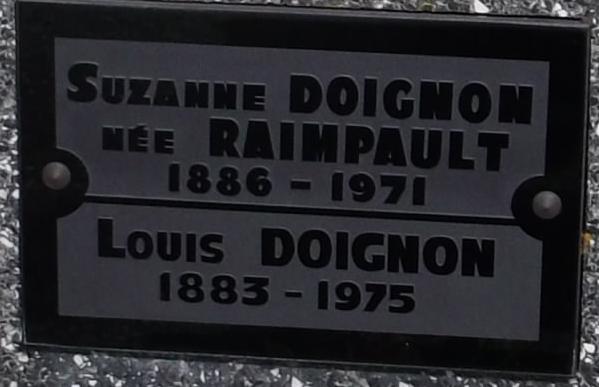 Suzanne DOIGNON
NÉE RAIMPAULT
1886 - 1971
Louis DOIGNON
1883 - 1975